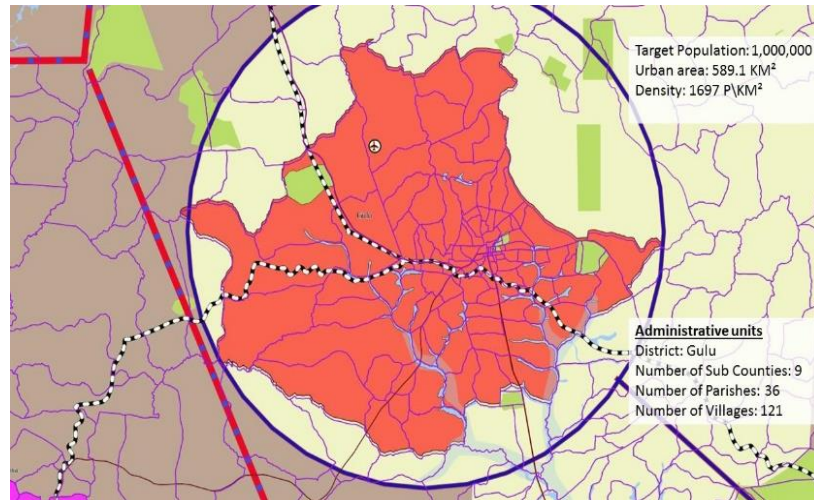 Target Population: 1,000,000
Urban area: 589.1 KM²
Density: 1697 P\KM²
Gulu
Administrative units
District: Gulu
Number of Sub Counties: 9
Number of Parishes: 36
Number of Villages: 121